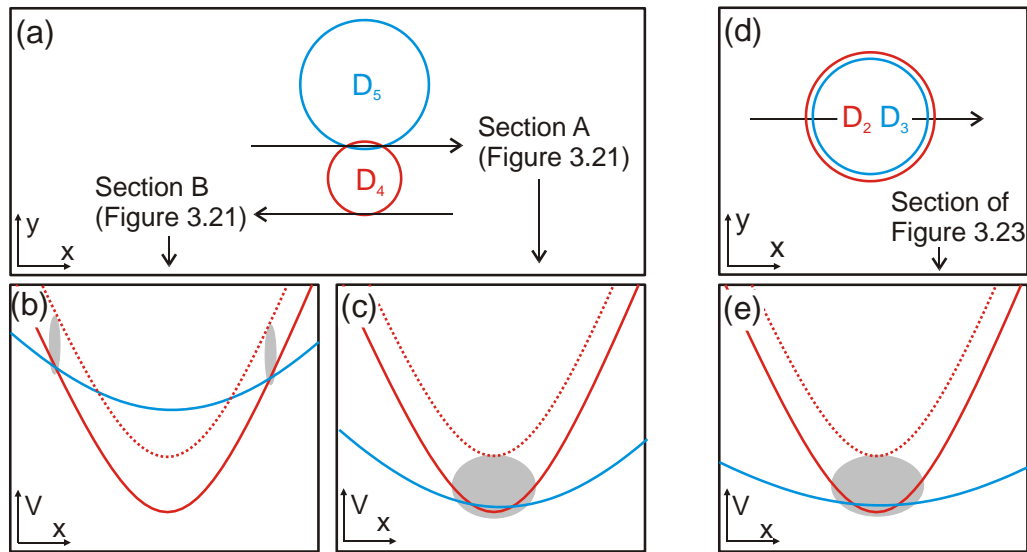 (a)
D5
D4
Section A
(Figure 3.21)
Section B
(Figure 3.21)
y
x
(d)
D2 D3
Section of
Figure 3.23
y
x
(b)
V
x
(c)
V
x
(e)
V
x